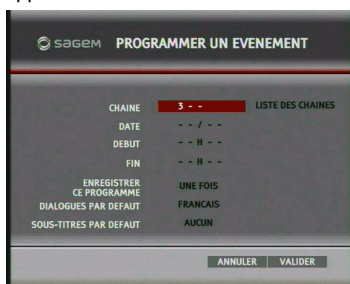 SAGEM PROGRAMMER UN EVENEMENT
CHAINE 3 - - LISTE DES CHAINES
DATE - - / - -
DEBUT - - H - -
FIN - - H - -
ENREGISTRER
CE PROGRAMME UNE FOIS
DIALOGUES PAR DEFAUT FRANCAIS
SOUS-TITRES PAR DEFAUT AUCUN
ANNULER VALIDER